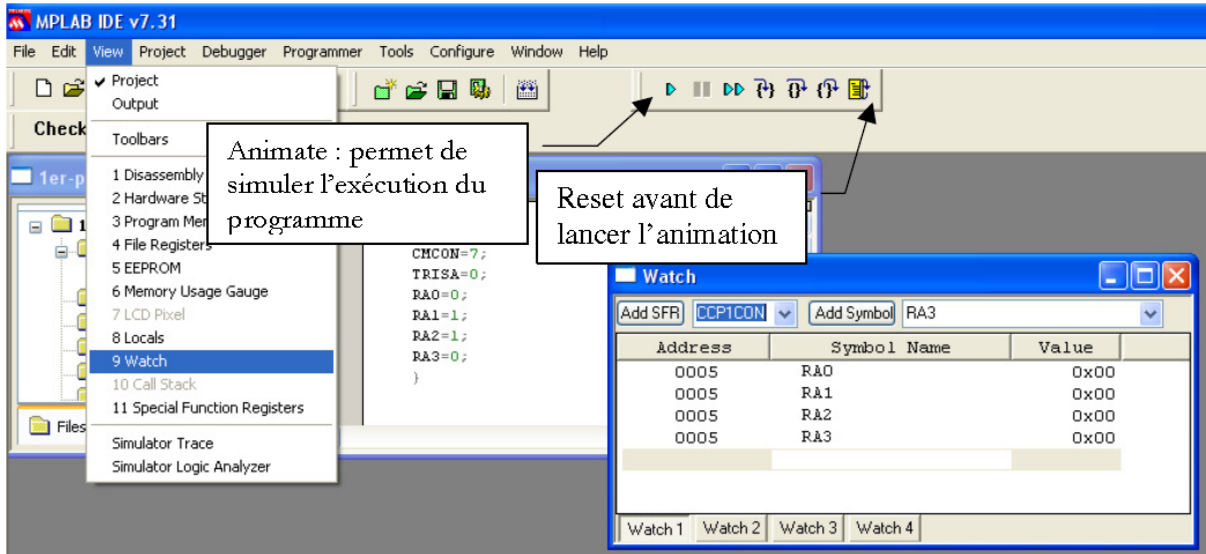 MPLAB IDE v7.31
File Edit View Project Debugger Programmer Tools Configure Window Help
Project
Output
Check
Toolbars
1 Disassembly
2 Hardware St
3 Program Mem
4 File Registers
5 EEPROM
6 Memory Usage Gauge
7 LCD Pixel
8 Locals
9 Watch
10 Call Stack
11 Special Function Registers
Simulator Trace
Simulator Logic Analyzer
Animate : permet de
simuler l'exécution du
programme
Reset avant de
lancer l'animation
1er-p
1
Files
CMCON=7;
TRISA=0;
RA0=0;
RA1=1;
RA2=1;
RA3=0;
}
Watch
Add SFR CCP1CON Add Symbol RA3
Address Symbol Name Value
0005 RA0 0x00
0005 RA1 0x00
0005 RA2 0x00
0005 RA3 0x00
Watch 1 Watch 2 Watch 3 Watch 4